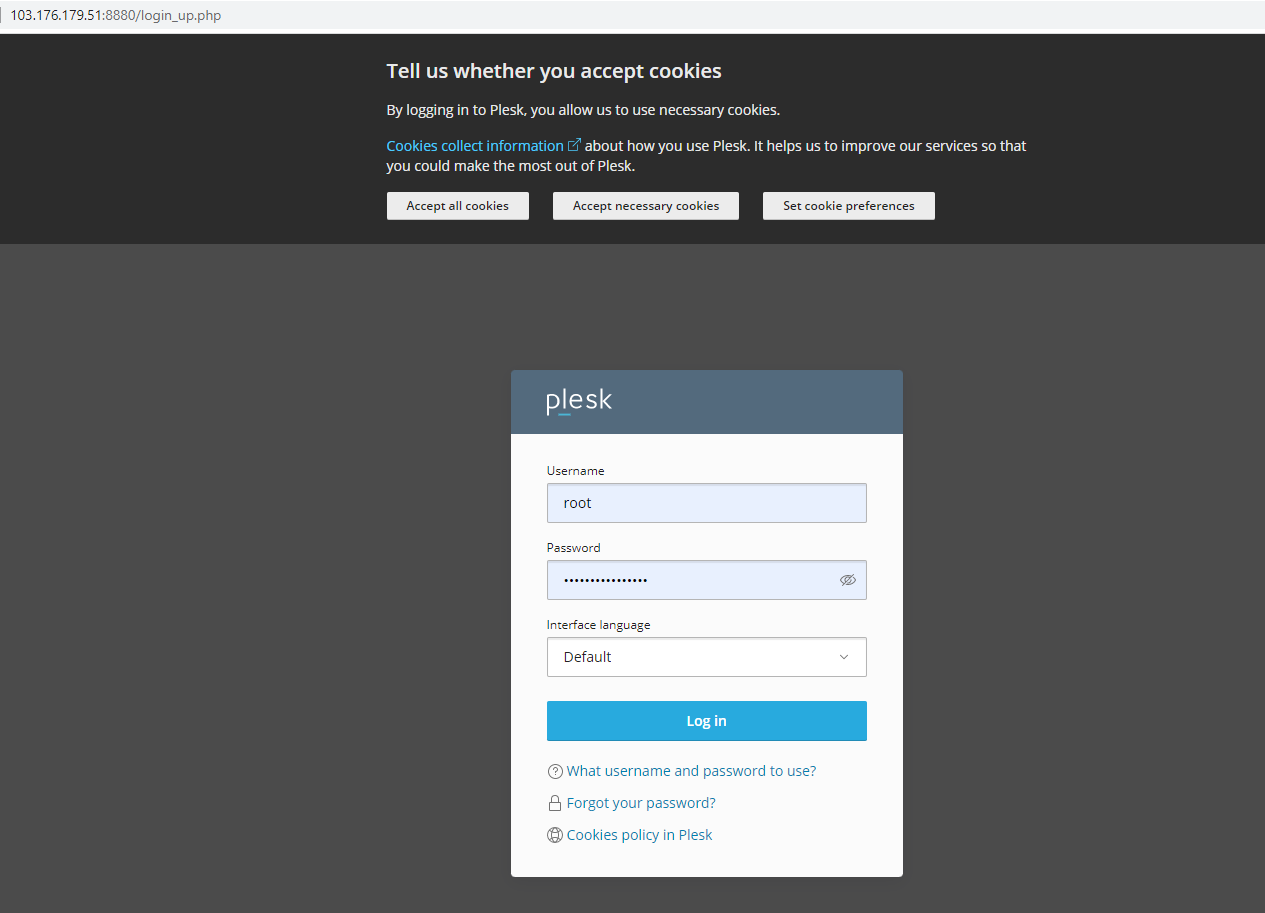 103.176.179.51:8880/login_up.php
Tell us whether you accept cookies
By logging in to Plesk, you allow us to use necessary cookies.
Cookies collect information about how you use Plesk. It helps us to improve our services so that
you could make the most out of Plesk.
Accept all cookies
Accept necessary cookies
Set cookie preferences
plesk
Username
root
Password
••••••••••••••••
Interface language
Default
Log in
What username and password to use?
Forgot your password?
Cookies policy in Plesk